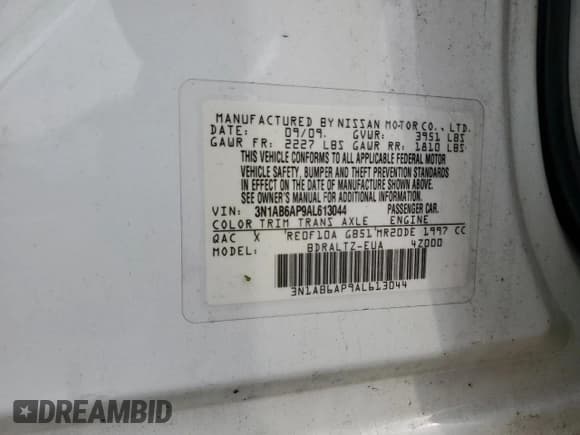 MANUFACTURED BY NISSAN MOTOR CO., LTD.
DATE: 09/09. GVWR: 3951 LBS
GAWR FR: 2227 LBS GAWR RR: 1810 LBS
THIS VEHICLE CONFORMS TO ALL APPLICABLE FEDERAL MOTOR
VEHICLE SAFETY, BUMPER AND THEFT PREVENTION STANDARDS
IN EFFECT ON THE DATE OF MANUFACTURE SHOWN ABOVE.
SEE OWNERS MANUAL FOR ADDITIONAL INFORMATION.
VIN: 3N1AB6AP9AL613044 PASSENGER CAR.
COLOR TRIM TRANS AXLE ENGINE
QAC X RE0F10A GB51 MR20DE 1997 CC
MODEL: BDRALTZ-EUA 4Z000
3N1AB6AP9AL613044
DREAMBID